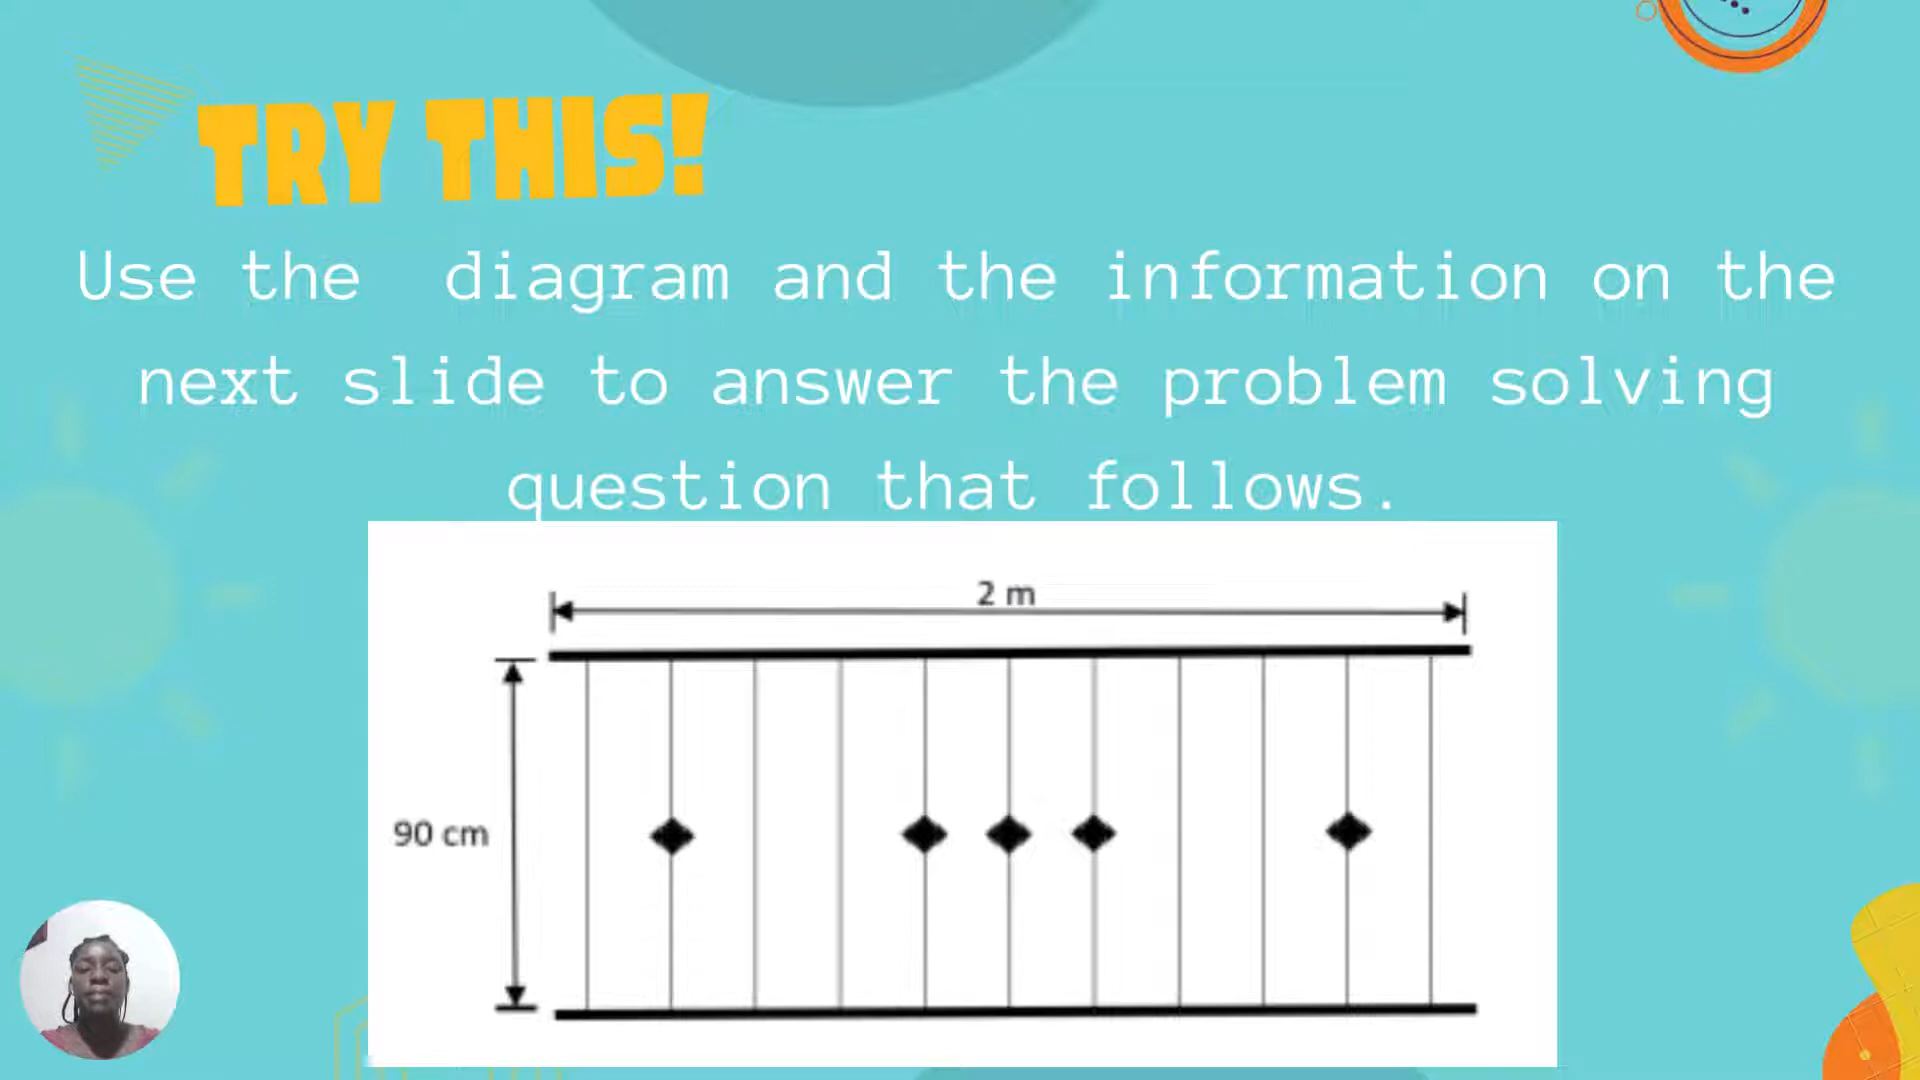 TRY THIS!
Use the diagram and the information on the
next slide to answer the problem solving
question that follows.
2 m
90 cm